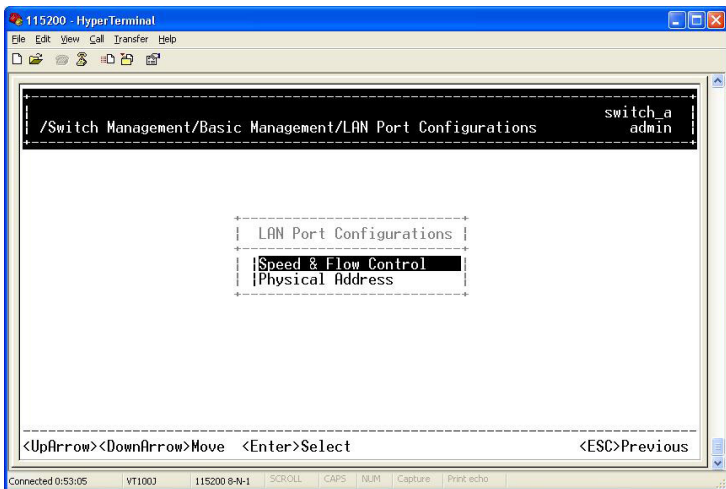 115200 - HyperTerminal
File Edit View Call Transfer Help
switch_a
/Switch Management/Basic Management/LAN Port Configurations admin
LAN Port Configurations
Speed & Flow Control
Physical Address
<UpArrow><DownArrow>Move <Enter>Select <ESC>Previous
Connected 0:53:05 VT100J 115200 8-N-1 SCROLL CAPS NUM Capture Print echo